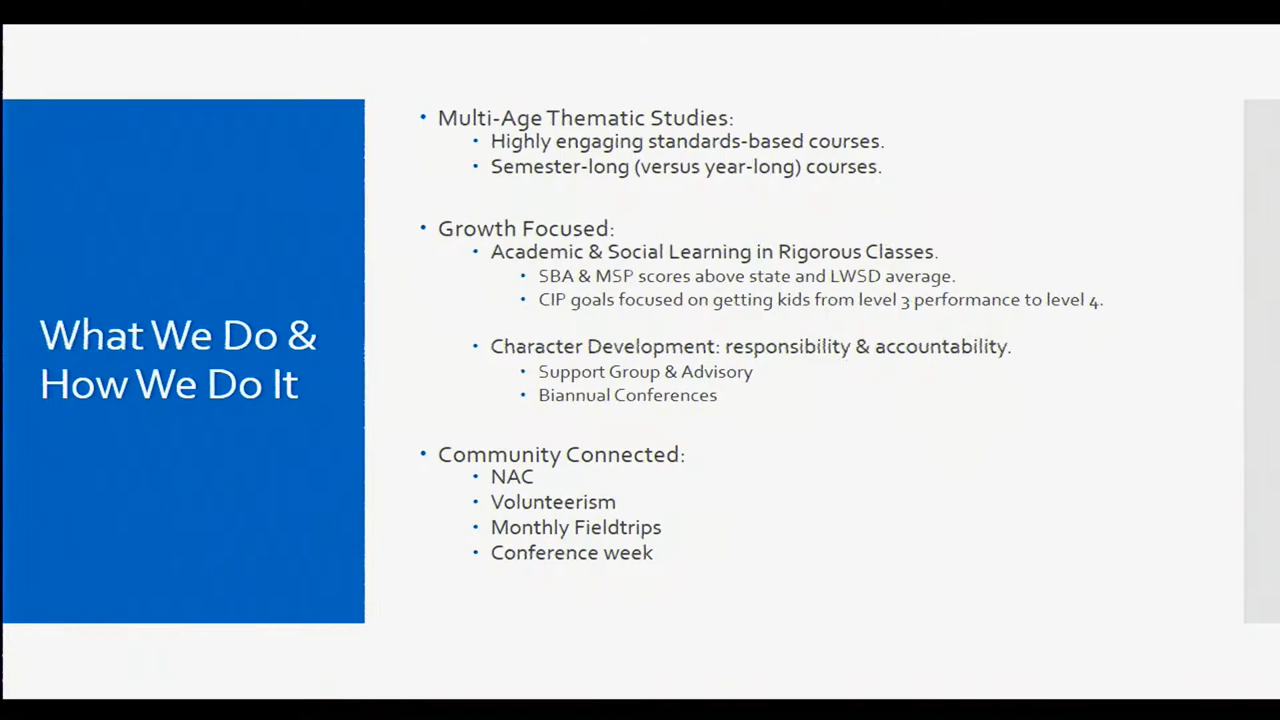 What We Do &
How We Do It
• Multi-Age Thematic Studies:
• Highly engaging standards-based courses.
• Semester-long (versus year-long) courses.
• Growth Focused:
• Academic & Social Learning in Rigorous Classes.
• SBA & MSP scores above state and LWSD average.
• CIP goals focused on getting kids from level 3 performance to level 4.
• Character Development: responsibility & accountability.
• Support Group & Advisory
• Biannual Conferences
• Community Connected:
• NAC
• Volunteerism
• Monthly Fieldtrips
• Conference week